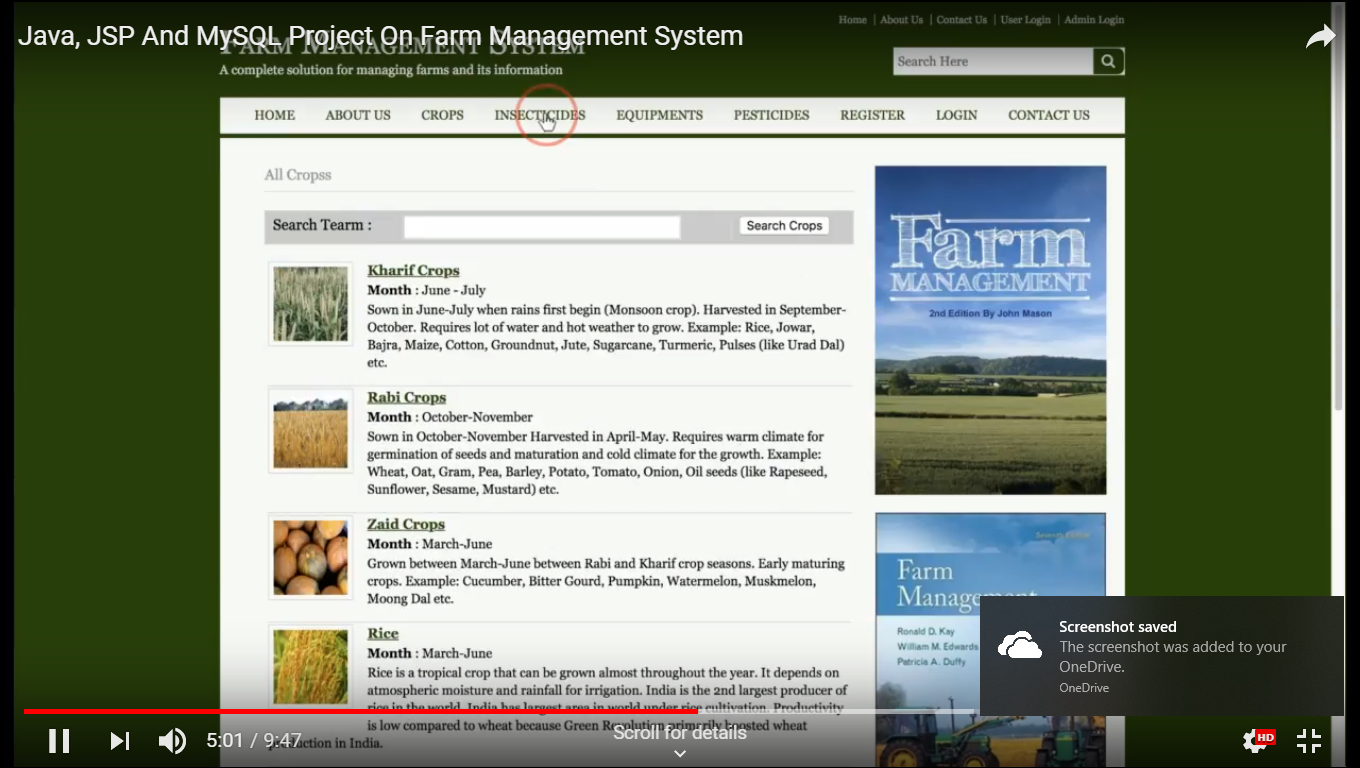 Home | About Us | Contact Us | User Login | Admin Login
Java, JSP And MySQL Project On Farm Management System
Farm Management System
A complete solution for managing farms and its information
Search Here
HOME ABOUT US CROPS INSECTICIDES EQUIPMENTS PESTICIDES REGISTER LOGIN CONTACT US
All Cropss
Search Tearm :
Search Crops
Kharif Crops
Month : June - July
Sown in June-July when rains first begin (Monsoon crop). Harvested in September-
October. Requires lot of water and hot weather to grow. Example: Rice, Jowar,
Bajra, Maize, Cotton, Groundnut, Jute, Sugarcane, Turmeric, Pulses (like Urad Dal)
etc.
Rabi Crops
Month : October-November
Sown in October-November Harvested in April-May. Requires warm climate for
germination of seeds and maturation and cold climate for the growth. Example:
Wheat, Oat, Gram, Pea, Barley, Potato, Tomato, Onion, Oil seeds (like Rapeseed,
Sunflower, Sesame, Mustard) etc.
Zaid Crops
Month : March-June
Grown between March-June between Rabi and Kharif crop seasons. Early maturing
crops. Example: Cucumber, Bitter Gourd, Pumpkin, Watermelon, Muskmelon,
Moong Dal etc.
Rice
Month : March-June
Rice is a tropical crop that can be grown almost throughout the year. It depends on
atmospheric moisture and rainfall for irrigation. India is the 2nd largest producer of
rice in the world. India has largest area in world under rice cultivation. Productivity
is low compared to wheat because Green Revolution primarily boosted wheat
production in India.
Farm
MANAGEMENT
2nd Edition By John Mason
Seventh Edition
Farm
Management
Ronald D. Kay
William M. Edwards
Patricia A. Duffy
Screenshot saved
The screenshot was added to your
OneDrive.
OneDrive
Scroll for details
5:01 / 9:47
HD